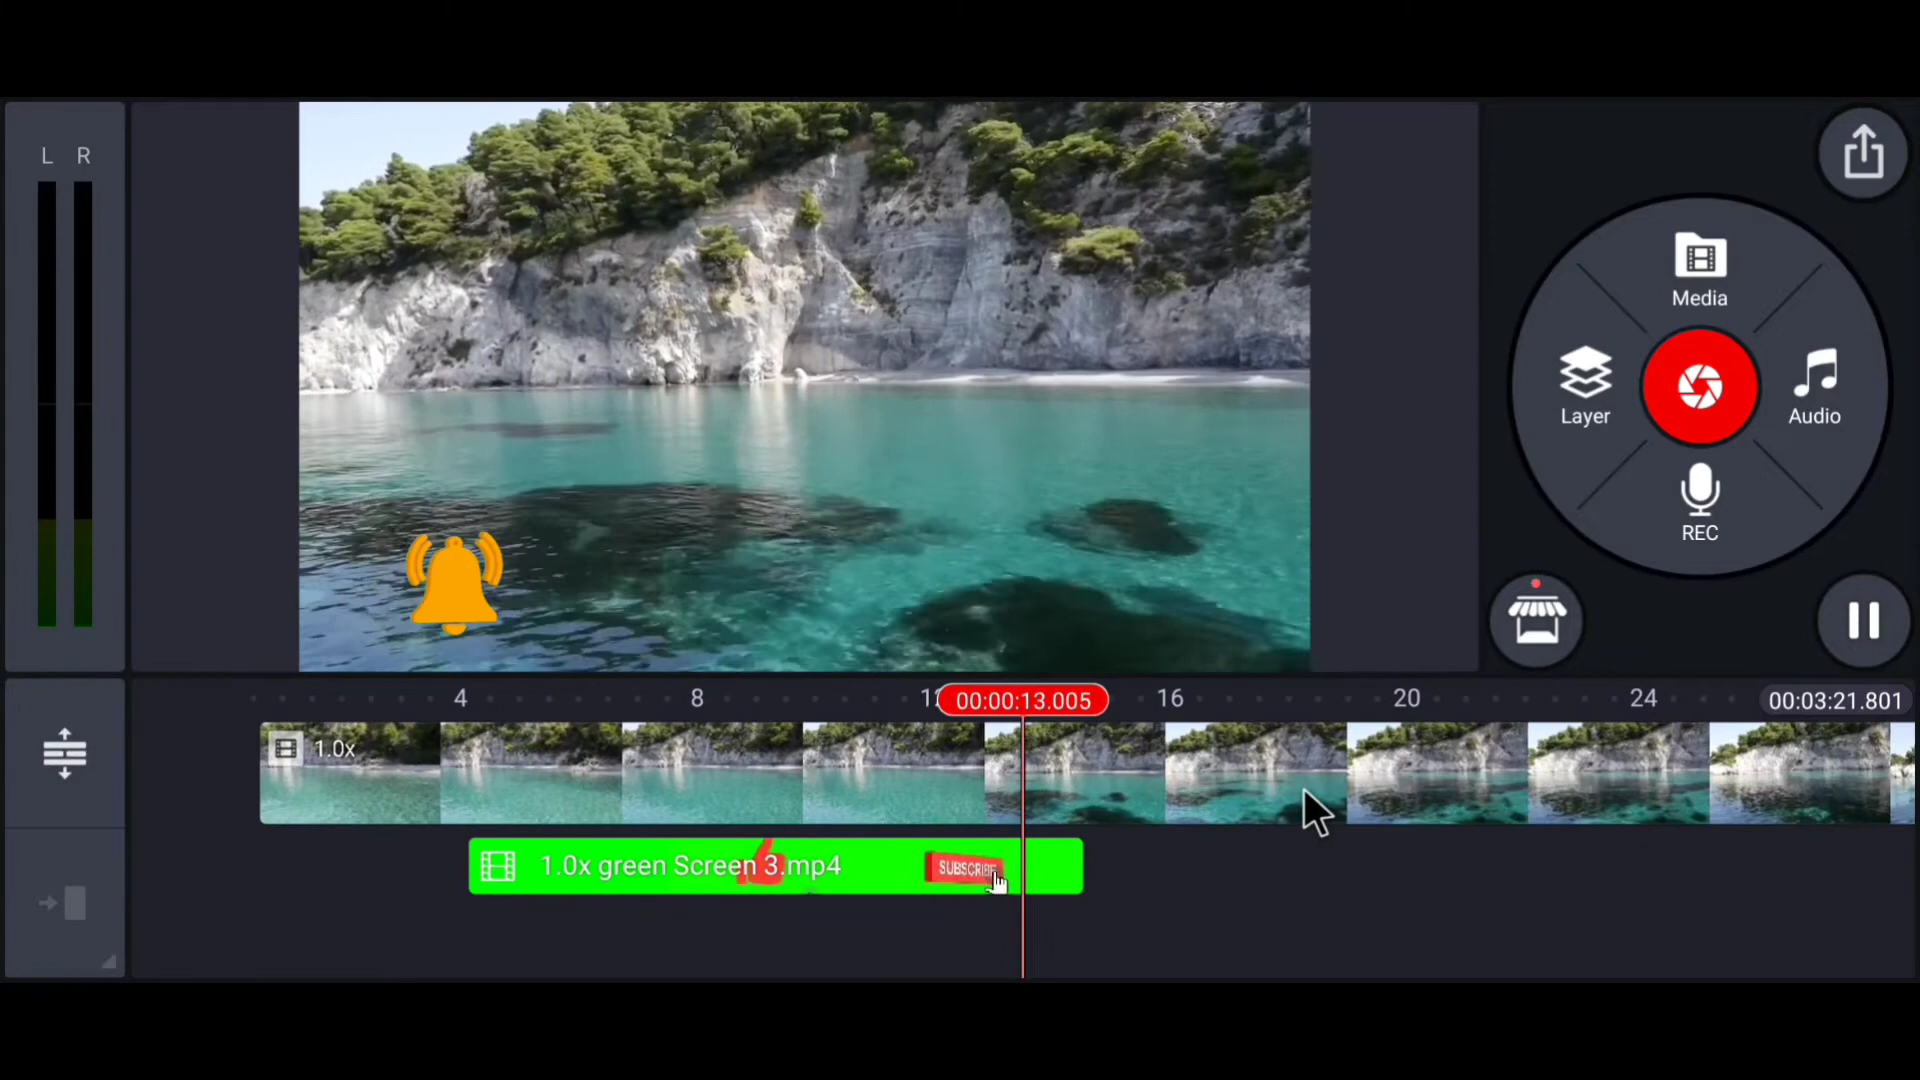 L R
Media
Layer
Audio
REC
4 8 12 00:00:13.005 16 20 24 00:03:21.801
1.0x
1.0x green Screen 3.mp4
SUBSCRIBE